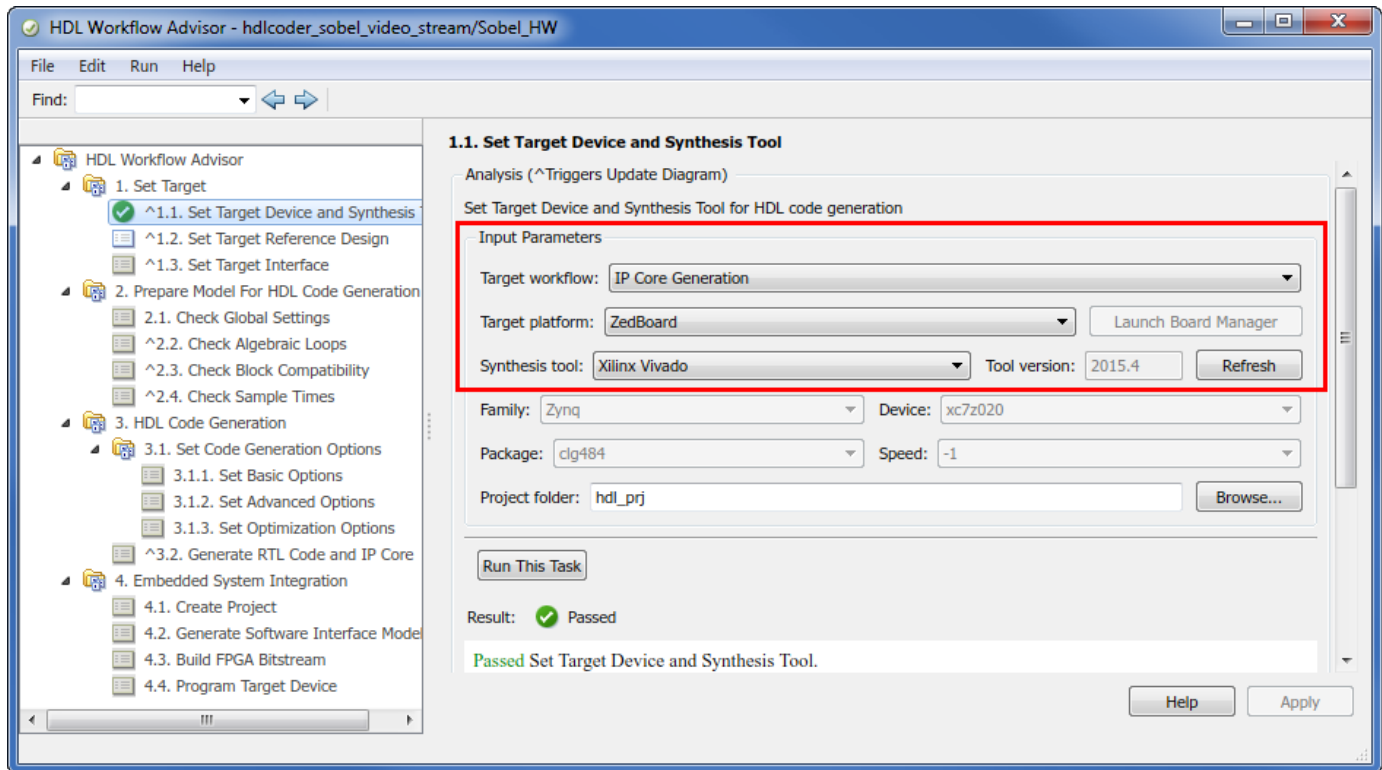 HDL Workflow Advisor - hdlcoder_sobel_video_stream/Sobel_HW
File Edit Run Help
Find:
HDL Workflow Advisor
1. Set Target
^1.1. Set Target Device and Synthesis
^1.2. Set Target Reference Design
^1.3. Set Target Interface
2. Prepare Model For HDL Code Generation
2.1. Check Global Settings
^2.2. Check Algebraic Loops
^2.3. Check Block Compatibility
^2.4. Check Sample Times
3. HDL Code Generation
3.1. Set Code Generation Options
3.1.1. Set Basic Options
3.1.2. Set Advanced Options
3.1.3. Set Optimization Options
^3.2. Generate RTL Code and IP Core
4. Embedded System Integration
4.1. Create Project
4.2. Generate Software Interface Model
4.3. Build FPGA Bitstream
4.4. Program Target Device
1.1. Set Target Device and Synthesis Tool
Analysis (^Triggers Update Diagram)
Set Target Device and Synthesis Tool for HDL code generation
Input Parameters
Target workflow: IP Core Generation
Target platform: ZedBoard Launch Board Manager
Synthesis tool: Xilinx Vivado Tool version: 2015.4 Refresh
Family: Zynq Device: xc7z020
Package: clg484 Speed: -1
Project folder: hdl_prj Browse...
Run This Task
Result: Passed
Passed Set Target Device and Synthesis Tool.
Help Apply